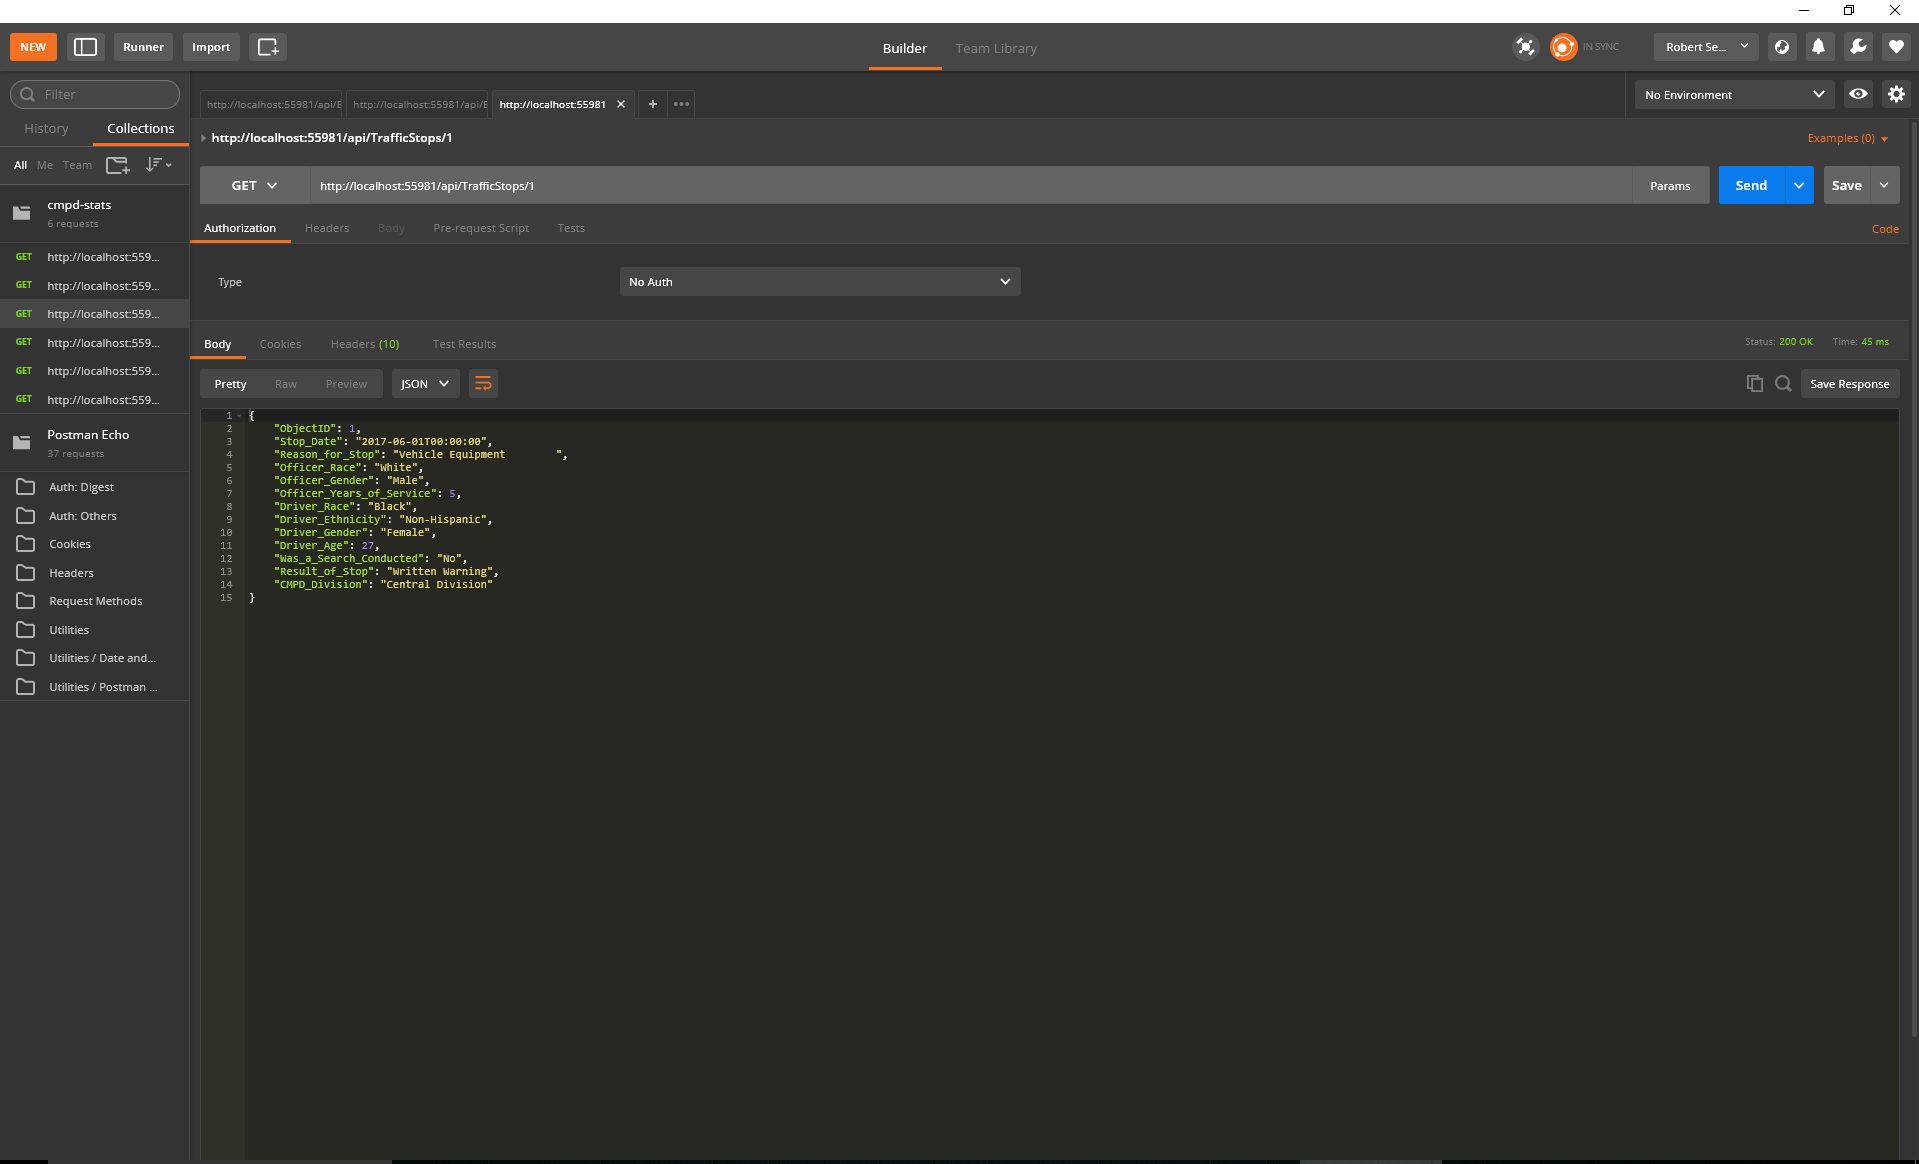 NEW Runner Import Builder Team Library IN SYNC Robert Se...
Filter
History Collections
All Me Team
cmpd-stats
6 requests
GET http://localhost:559...
GET http://localhost:559...
GET http://localhost:559...
GET http://localhost:559...
GET http://localhost:559...
GET http://localhost:559...
Postman Echo
37 requests
Auth: Digest
Auth: Others
Cookies
Headers
Request Methods
Utilities
Utilities / Date and...
Utilities / Postman ...
http://localhost:55981/api/E http://localhost:55981/api/E http://localhost:55981 No Environment
http://localhost:55981/api/TrafficStops/1 Examples (0)
GET http://localhost:55981/api/TrafficStops/1 Params Send Save
Authorization Headers Body Pre-request Script Tests Code
Type No Auth
Body Cookies Headers (10) Test Results Status: 200 OK Time: 45 ms
Pretty Raw Preview JSON Save Response
1 {
2 "ObjectID": 1,
3 "Stop_Date": "2017-06-01T00:00:00",
4 "Reason_for_Stop": "Vehicle Equipment        ",
5 "Officer_Race": "White",
6 "Officer_Gender": "Male",
7 "Officer_Years_of_Service": 5,
8 "Driver_Race": "Black",
9 "Driver_Ethnicity": "Non-Hispanic",
10 "Driver_Gender": "Female",
11 "Driver_Age": 27,
12 "Was_a_Search_Conducted": "No",
13 "Result_of_Stop": "Written Warning",
14 "CMPD_Division": "Central Division"
15 }